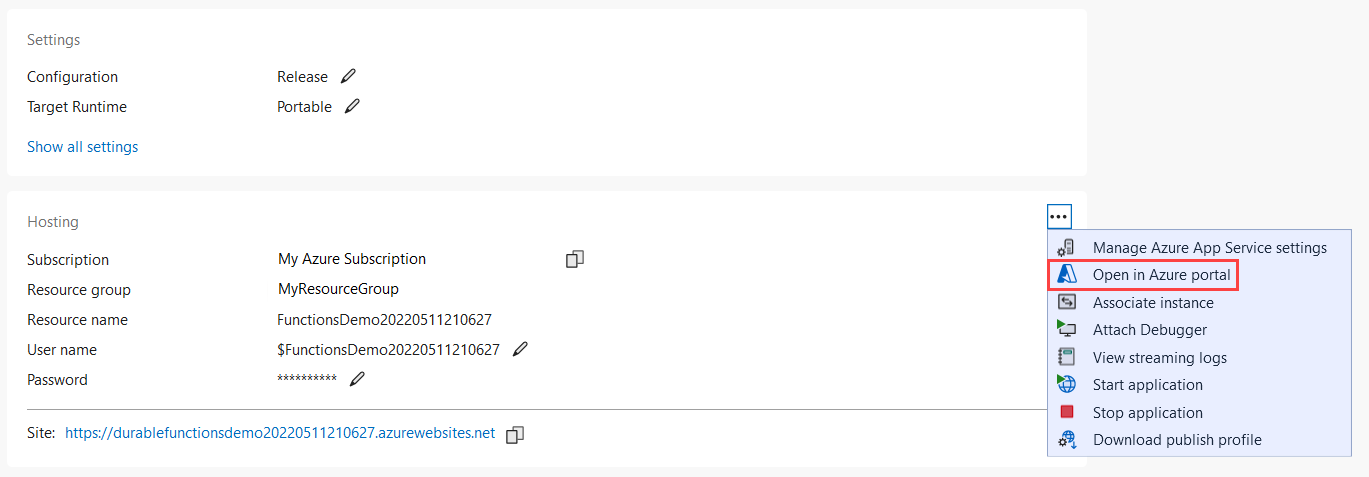 Settings
Configuration Release
Target Runtime Portable
Show all settings
Hosting
Subscription My Azure Subscription
Resource group MyResourceGroup
Resource name FunctionsDemo20220511210627
User name $FunctionsDemo20220511210627
Password **********
Site: https://durablefunctionsdemo20220511210627.azurewebsites.net
Manage Azure App Service settings
Open in Azure portal
Associate instance
Attach Debugger
View streaming logs
Start application
Stop application
Download publish profile